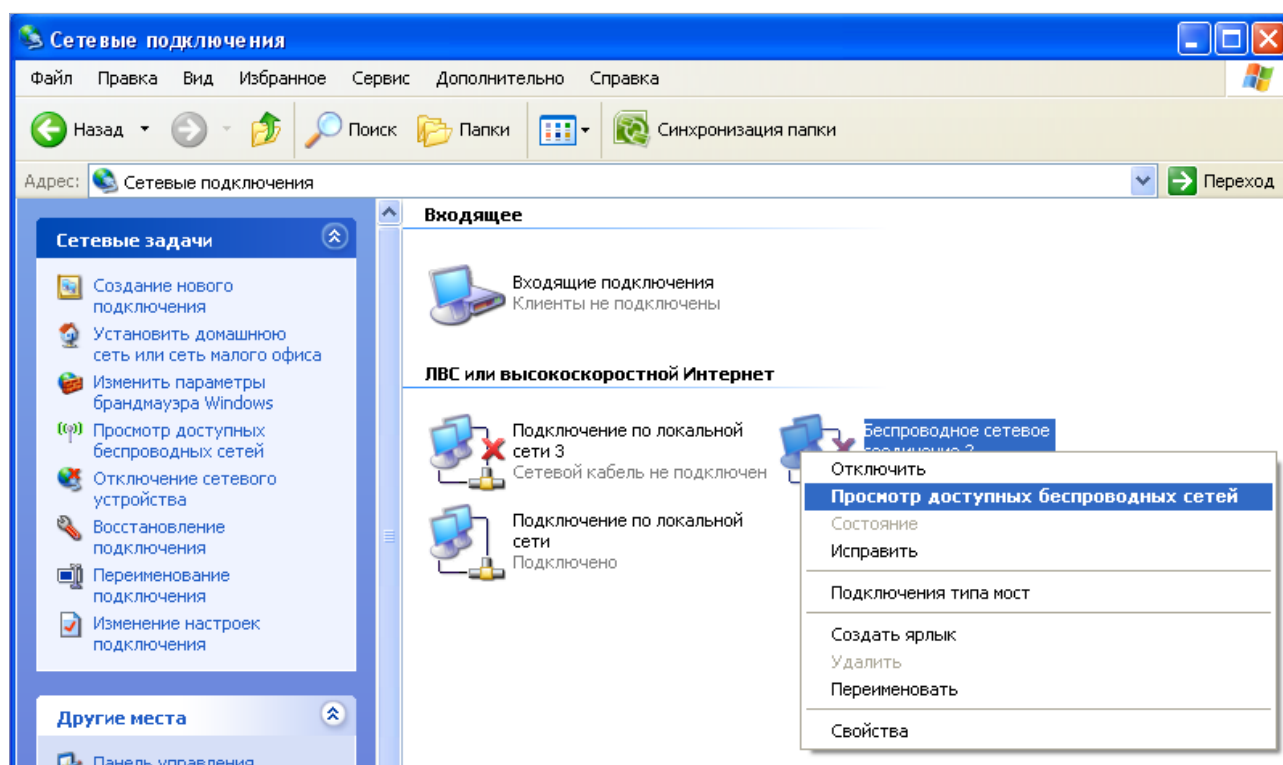 Сетевые подключения
Файл Правка Вид Избранное Сервис Дополнительно Справка
Назад Поиск Папки Синхронизация папки
Адрес: Сетевые подключения Переход
Сетевые задачи
Создание нового
подключения
Установить домашнюю
сеть или сеть малого офиса
Изменить параметры
брандмауэра Windows
Просмотр доступных
беспроводных сетей
Отключение сетевого
устройства
Восстановление
подключения
Переименование
подключения
Изменение настроек
подключения
Другие места
Панель управления
Входящее
Входящие подключения
Клиенты не подключены
ЛВС или высокоскоростной Интернет
Подключение по локальной
сети 3
Сетевой кабель не подключен
Беспроводное сетевое
соединение 2
Подключение по локальной
сети
Подключено
Отключить
Просмотр доступных беспроводных сетей
Состояние
Исправить
Подключения типа мост
Создать ярлык
Удалить
Переименовать
Свойства